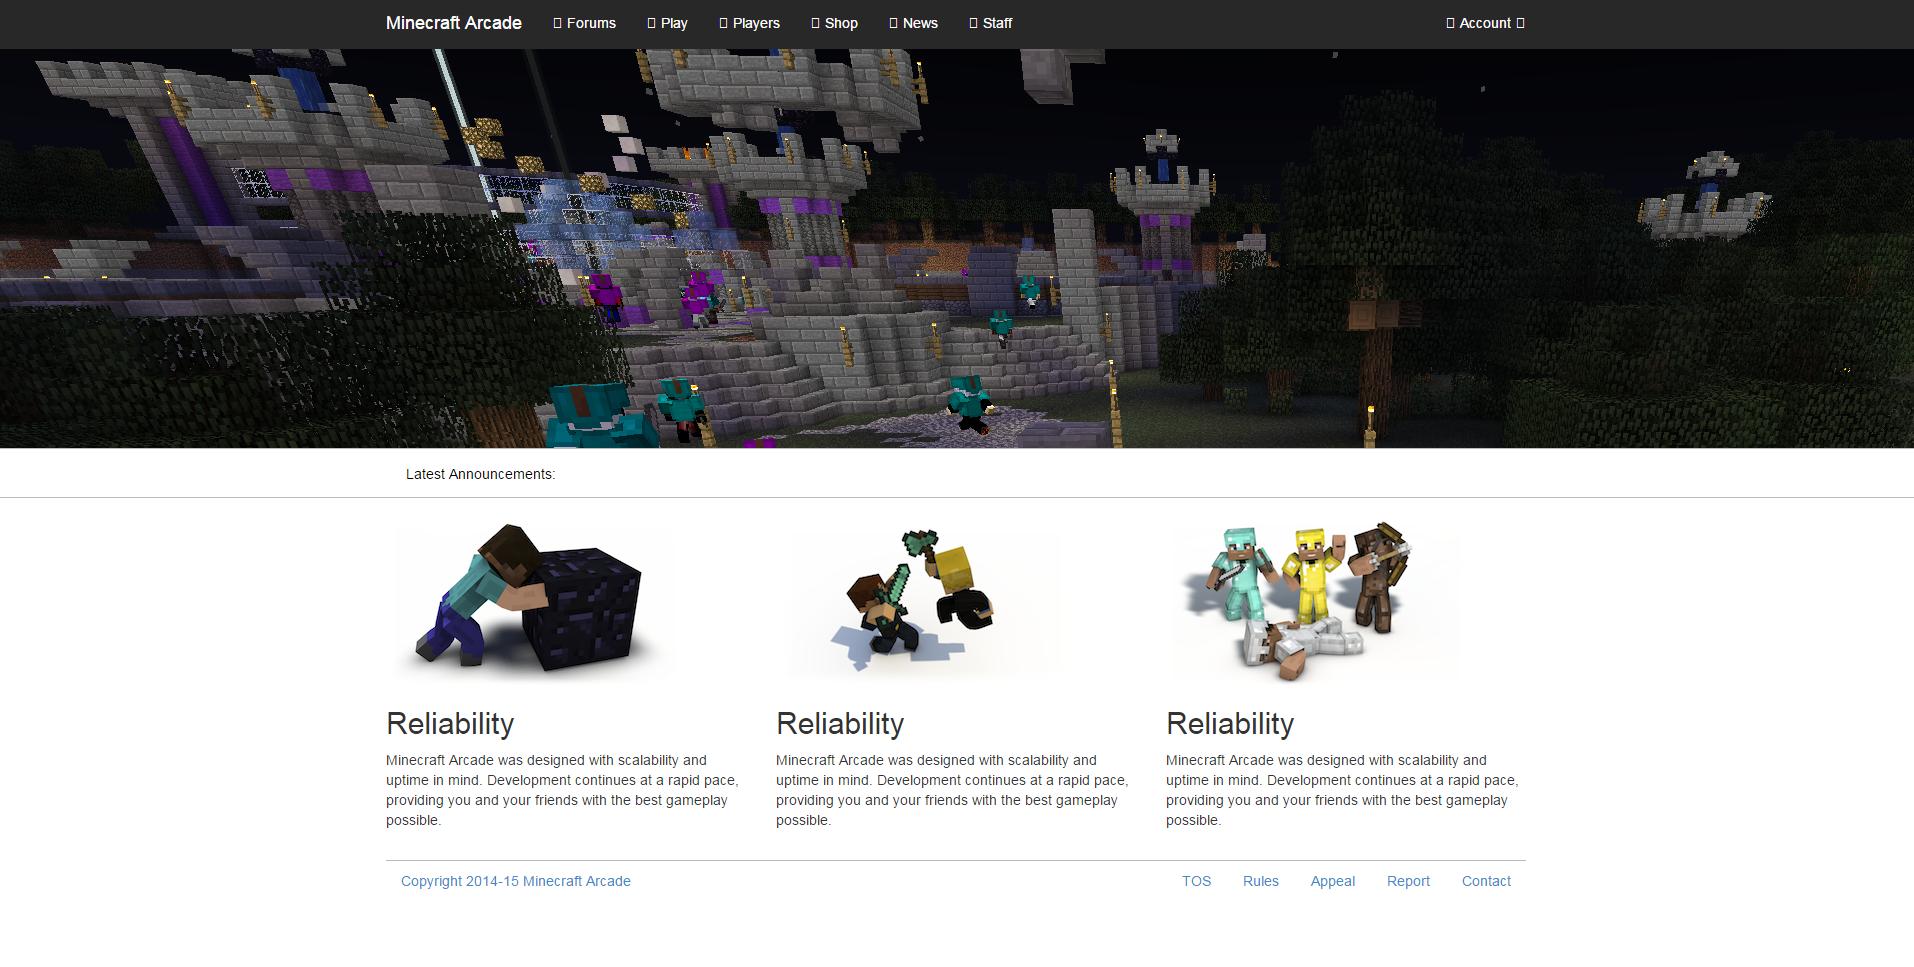 Minecraft Arcade Forums Play Players Shop News Staff Account
Latest Announcements:
Reliability
Minecraft Arcade was designed with scalability and
uptime in mind. Development continues at a rapid pace,
providing you and your friends with the best gameplay
possible.
Reliability
Minecraft Arcade was designed with scalability and
uptime in mind. Development continues at a rapid pace,
providing you and your friends with the best gameplay
possible.
Reliability
Minecraft Arcade was designed with scalability and
uptime in mind. Development continues at a rapid pace,
providing you and your friends with the best gameplay
possible.
Copyright 2014-15 Minecraft Arcade TOS Rules Appeal Report Contact